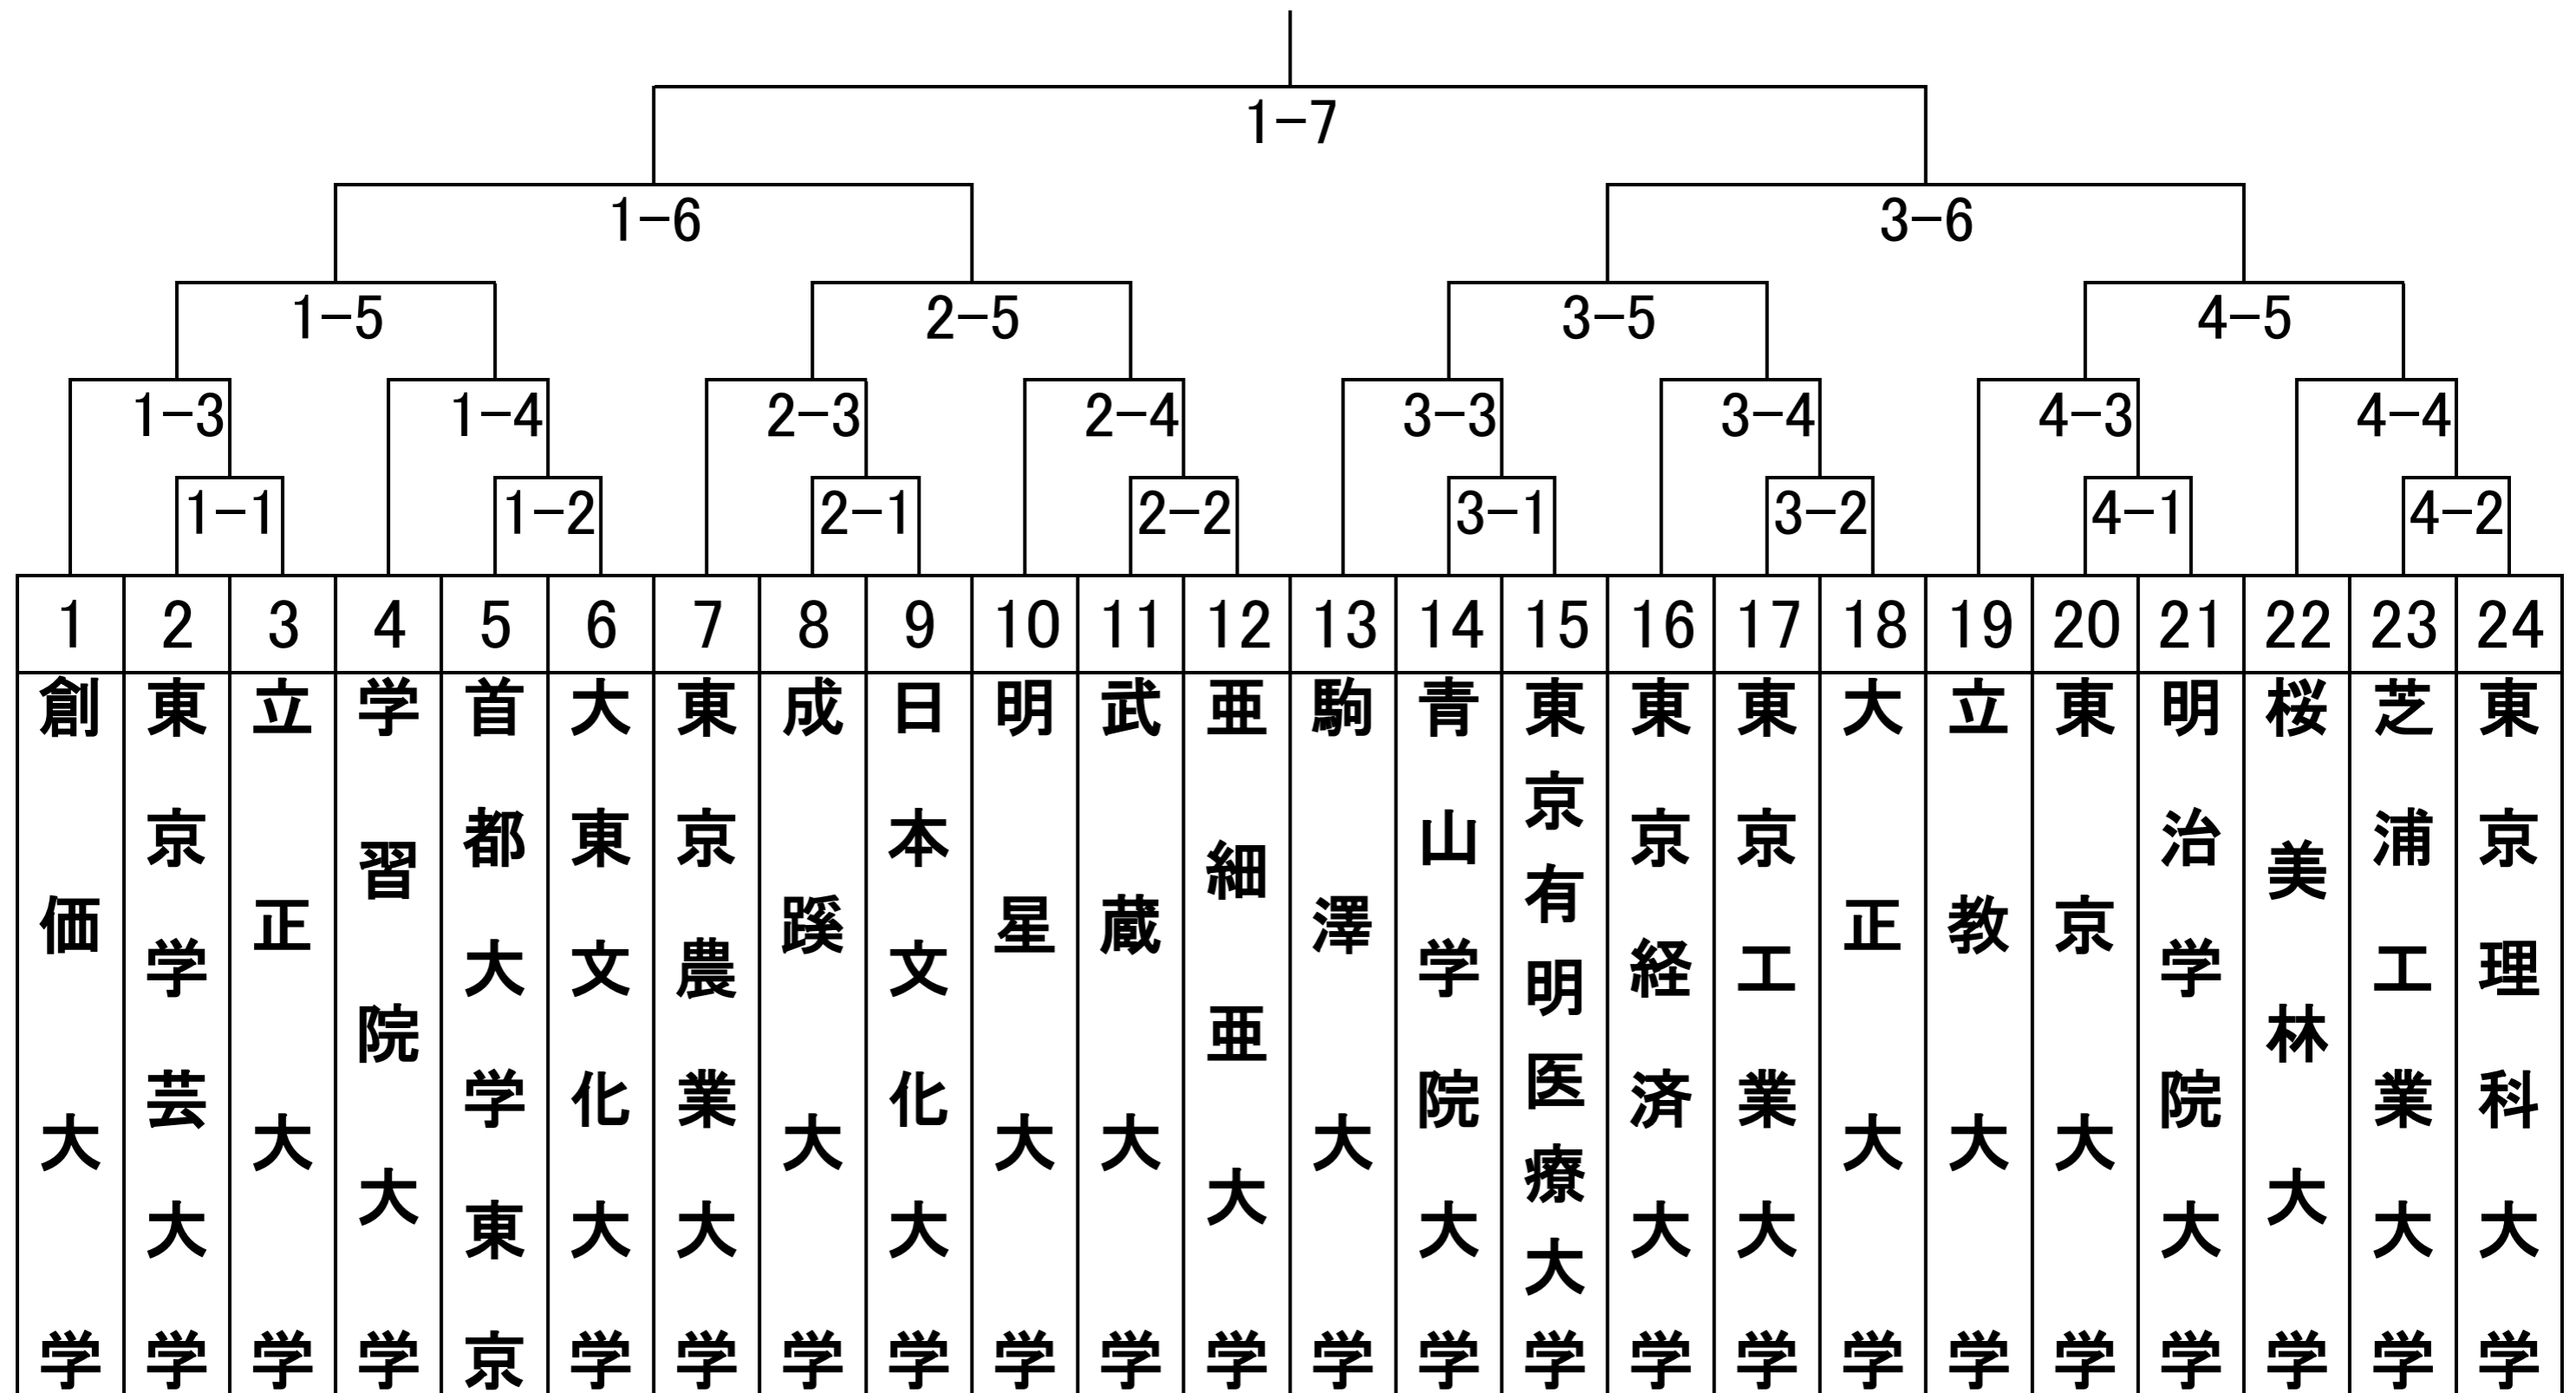 1-7
1-6 3-6
1-5 2-5 3-5 4-5
1-3 1-4 2-3 2-4 3-3 3-4 4-3 4-4
1-1 1-2 2-1 2-2 3-1 3-2 4-1 4-2
1 2 3 4 5 6 7 8 9 10 11 12 13 14 15 16 17 18 19 20 21 22 23 24
創価大学
東京学芸大学
立正大学
学習院大学
首都大学東京
大東文化大学
東京農業大学
成蹊大学
日本文化大学
明星大学
武蔵大学
亜細亜大学
駒澤大学
青山学院大学
東京有明医療大学
東京経済大学
東京工業大学
大正大学
立教大学
東京大学
明治学院大学
桜美林大学
芝浦工業大学
東京理科大学